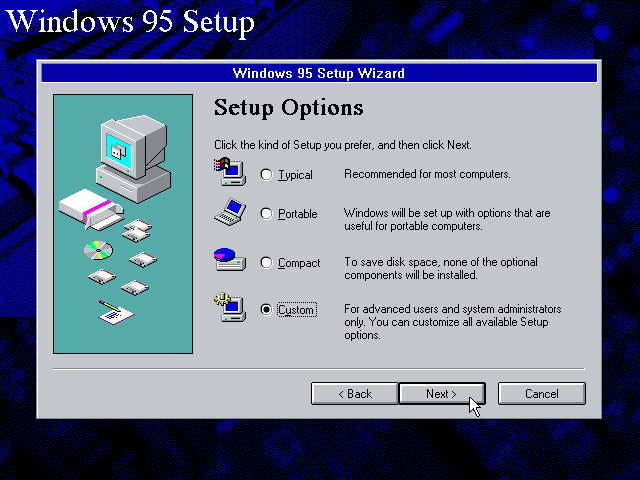 Windows 95 Setup
Windows 95 Setup Wizard
Setup Options
Click the kind of Setup you prefer, and then click Next.
Typical Recommended for most computers.
Portable Windows will be set up with options that are
useful for portable computers.
Compact To save disk space, none of the optional
components will be installed.
Custom For advanced users and system administrators
only. You can customize all available Setup
options.
< Back Next > Cancel